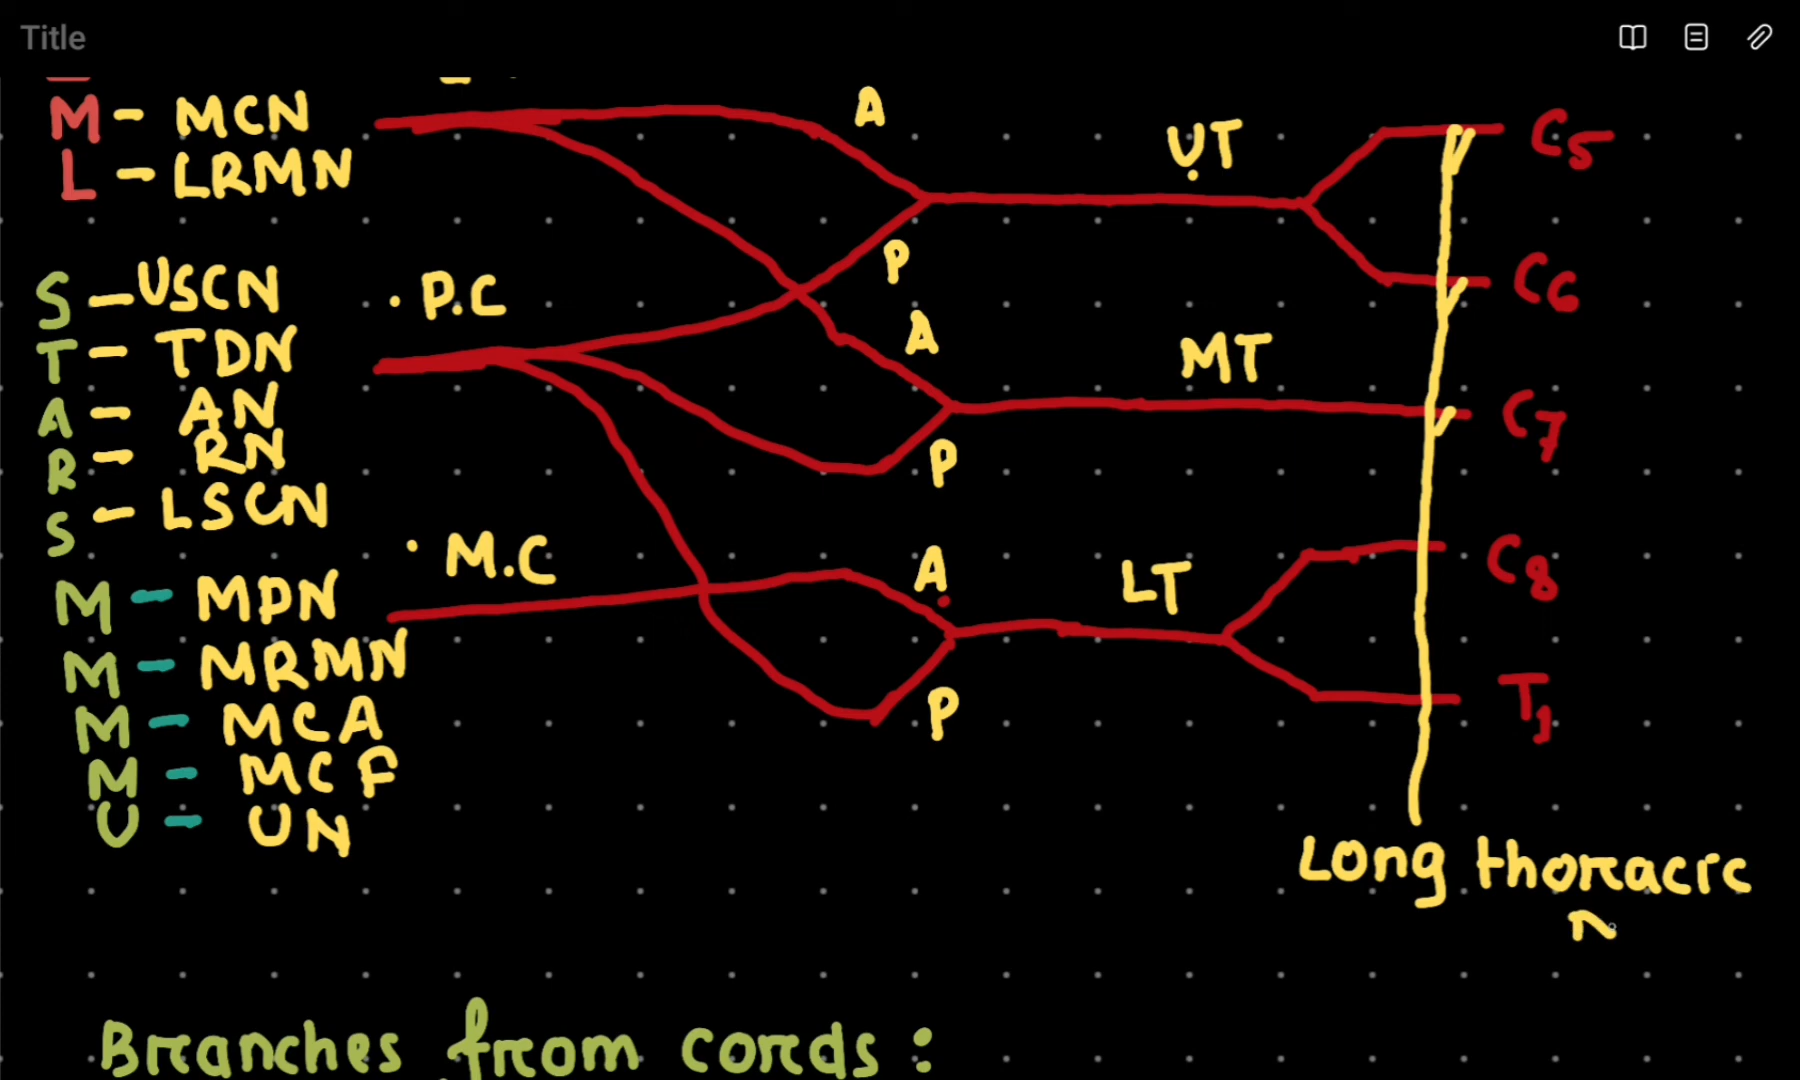 Title
M - MCN
L - LRMN
S - USCN
T - TDN
A - AN
R - RN
S - LSCN
M - MPN
M - MRMN
M - MCA
M - MCF
U - UN
. P.C
. M.C
A
P
A
P
A
P
UT
MT
LT
C5
C6
C7
C8
T1
Long thoracic
n
Branches from cords :